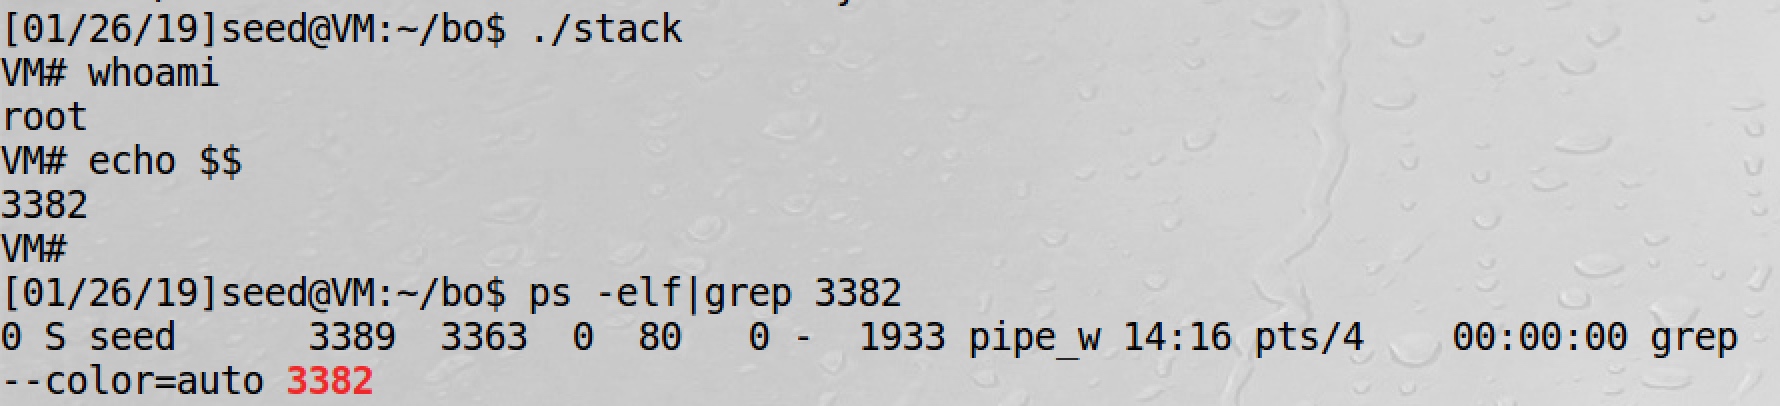 [01/26/19]seed@VM:~/bo$ ./stack
VM# whoami
root
VM# echo $$
3382
VM#
[01/26/19]seed@VM:~/bo$ ps -elf|grep 3382
0 S seed      3389  3363  0  80   0 -  1933 pipe_w 14:16 pts/4    00:00:00 grep
--color=auto 3382